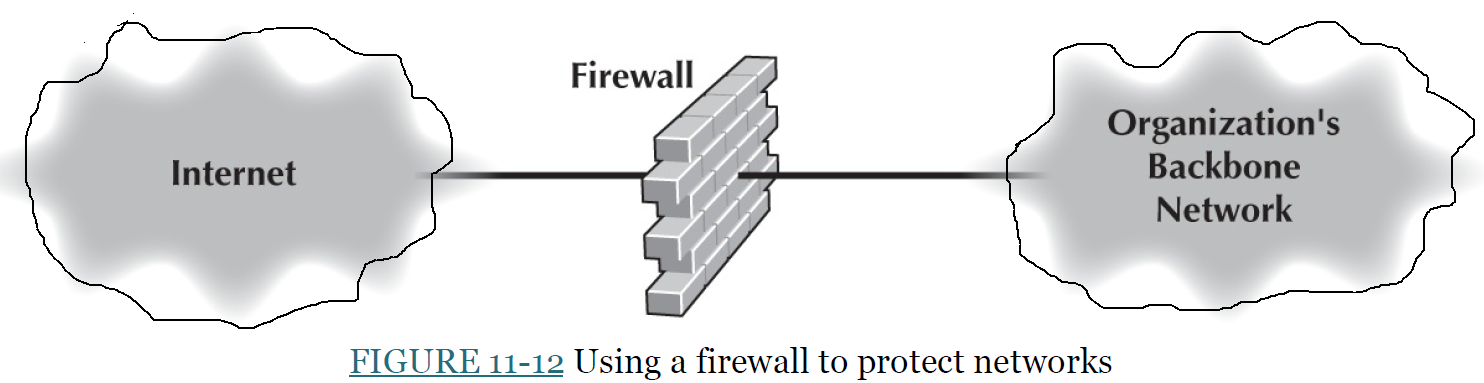 Firewall
Internet
Organization's
Backbone
Network
FIGURE 11-12 Using a firewall to protect networks